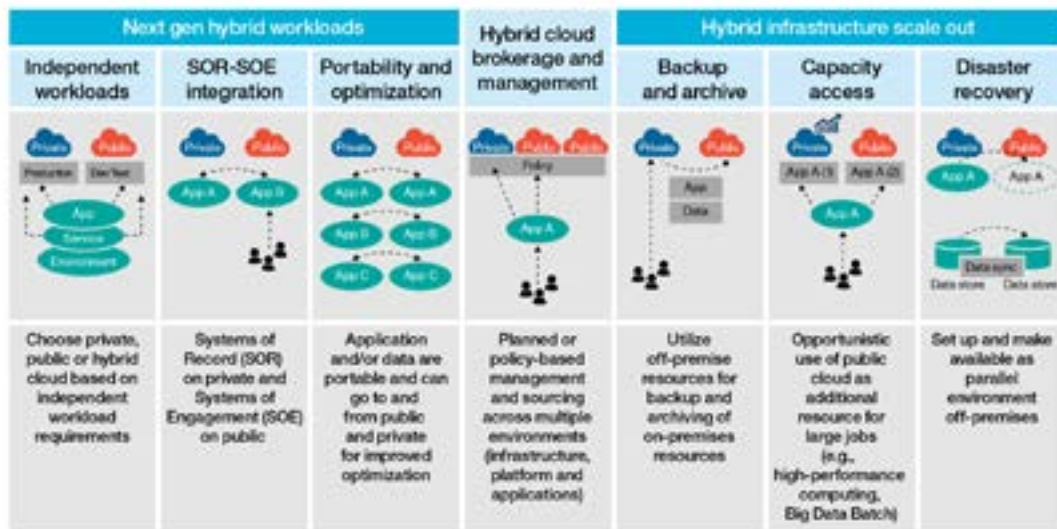 Next gen hybrid workloads
Hybrid cloud
brokerage and
management
Hybrid infrastructure scale out
Independent
workloads
SOR-SOE
integration
Portability and
optimization
Backup
and archive
Capacity
access
Disaster
recovery
Private
Public
Production
Dev Test
App
Service
Environment
Private
Public
App A
App B
Private
Public
App A
App A
App B
App B
App C
App C
Private
Public
Public
Policy
App A
Private
Public
App
Data
Private
Public
App A (1)
App A (2)
App A
Private
Public
App A
App A
Data sync
Data store
Data store
Choose private,
public or hybrid
cloud based on
independent
workload
requirements
Systems of
Record (SOR)
on private and
Systems of
Engagement (SOE)
on public
Application
and/or data are
portable and can
go to and
from public
and private
for improved
optimization
Planned or
policy-based
management
and sourcing
across multiple
environments
(infrastructure,
platform and
applications)
Utilize
off-premise
resources for
backup and
archiving of
on-premises
resources
Opportunistic
use of public
cloud as
additional
resource for
large jobs
(e.g.,
high-performance
computing,
Big Data Batch)
Set up and make
available as
parallel
environment
off-premises